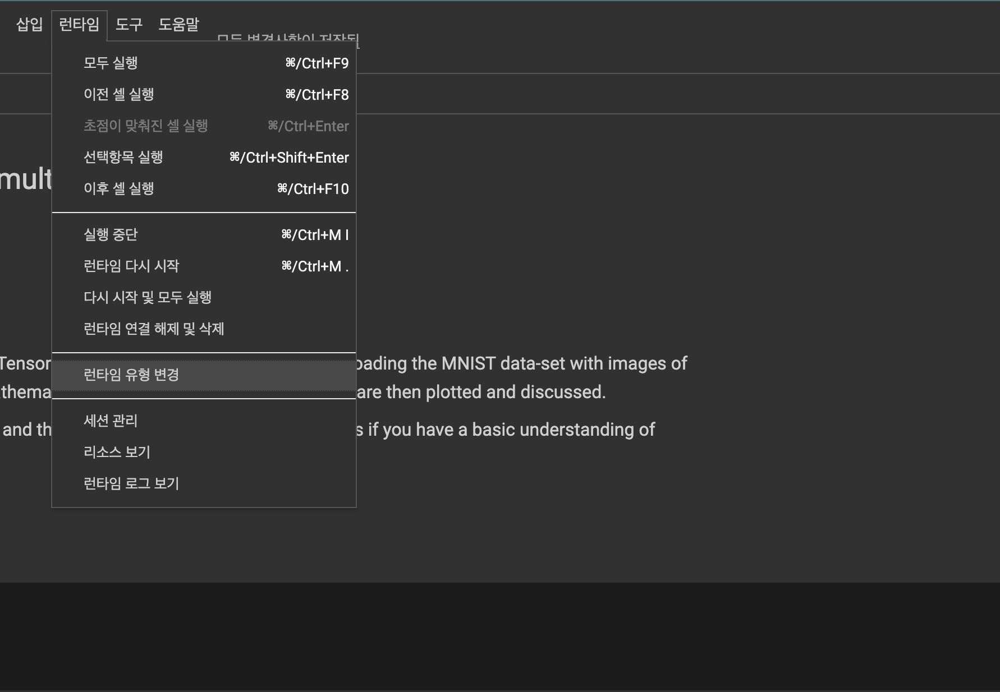 삽입 런타임 도구 도움말
모든 변경사항이 저장됨
모두 실행 ⌘/Ctrl+F9
이전 셀 실행 ⌘/Ctrl+F8
초점이 맞춰진 셀 실행 ⌘/Ctrl+Enter
선택항목 실행 ⌘/Ctrl+Shift+Enter
이후 셀 실행 ⌘/Ctrl+F10
mult
실행 중단 ⌘/Ctrl+M I
런타임 다시 시작 ⌘/Ctrl+M .
다시 시작 및 모두 실행
런타임 연결 해제 및 삭제
런타임 유형 변경
세션 관리
리소스 보기
런타임 로그 보기
Tensor oading the MNIST data-set with images of
thema are then plotted and discussed.
and th s if you have a basic understanding of